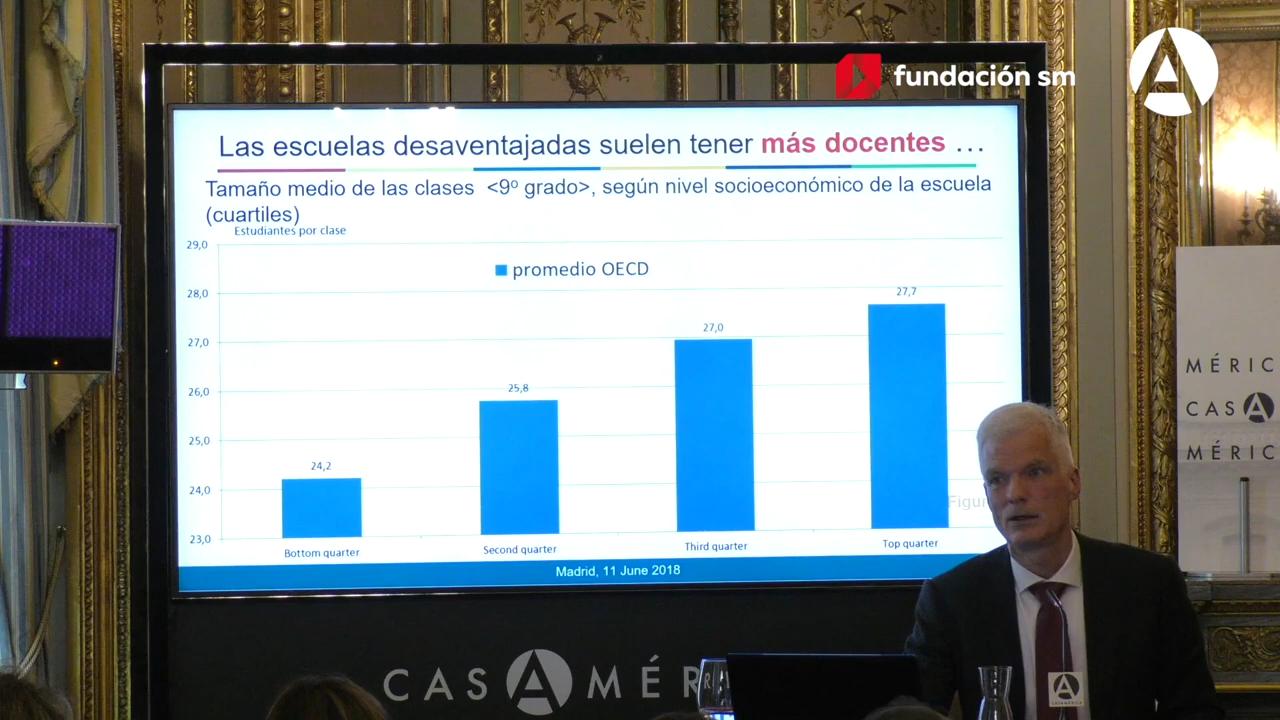 fundación sm
Las escuelas desaventajadas suelen tener más docentes ...
Tamaño medio de las clases <9º grado>, según nivel socioeconómico de la escuela
(cuartiles)
Estudiantes por clase
29,0
28,0
27,0
26,0
25,0
24,0
23,0
promedio OECD
24,2
25,8
27,0
27,7
Bottom quarter
Second quarter
Third quarter
Top quarter
Figur
Madrid, 11 June 2018
MÉRIC
CASA
MÉRIC
CASAMÉR